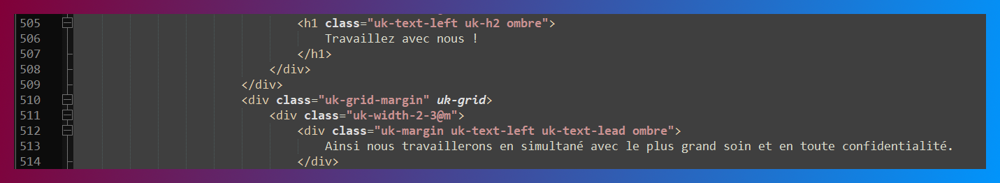 505 <h1 class="uk-text-left uk-h2 ombre">
506 Travaillez avec nous !
507 </h1>
508 </div>
509 </div>
510 <div class="uk-grid-margin" uk-grid>
511 <div class="uk-width-2-3@m">
512 <div class="uk-margin uk-text-left uk-text-lead ombre">
513 Ainsi nous travaillerons en simultané avec le plus grand soin et en toute confidentialité.
514 </div>